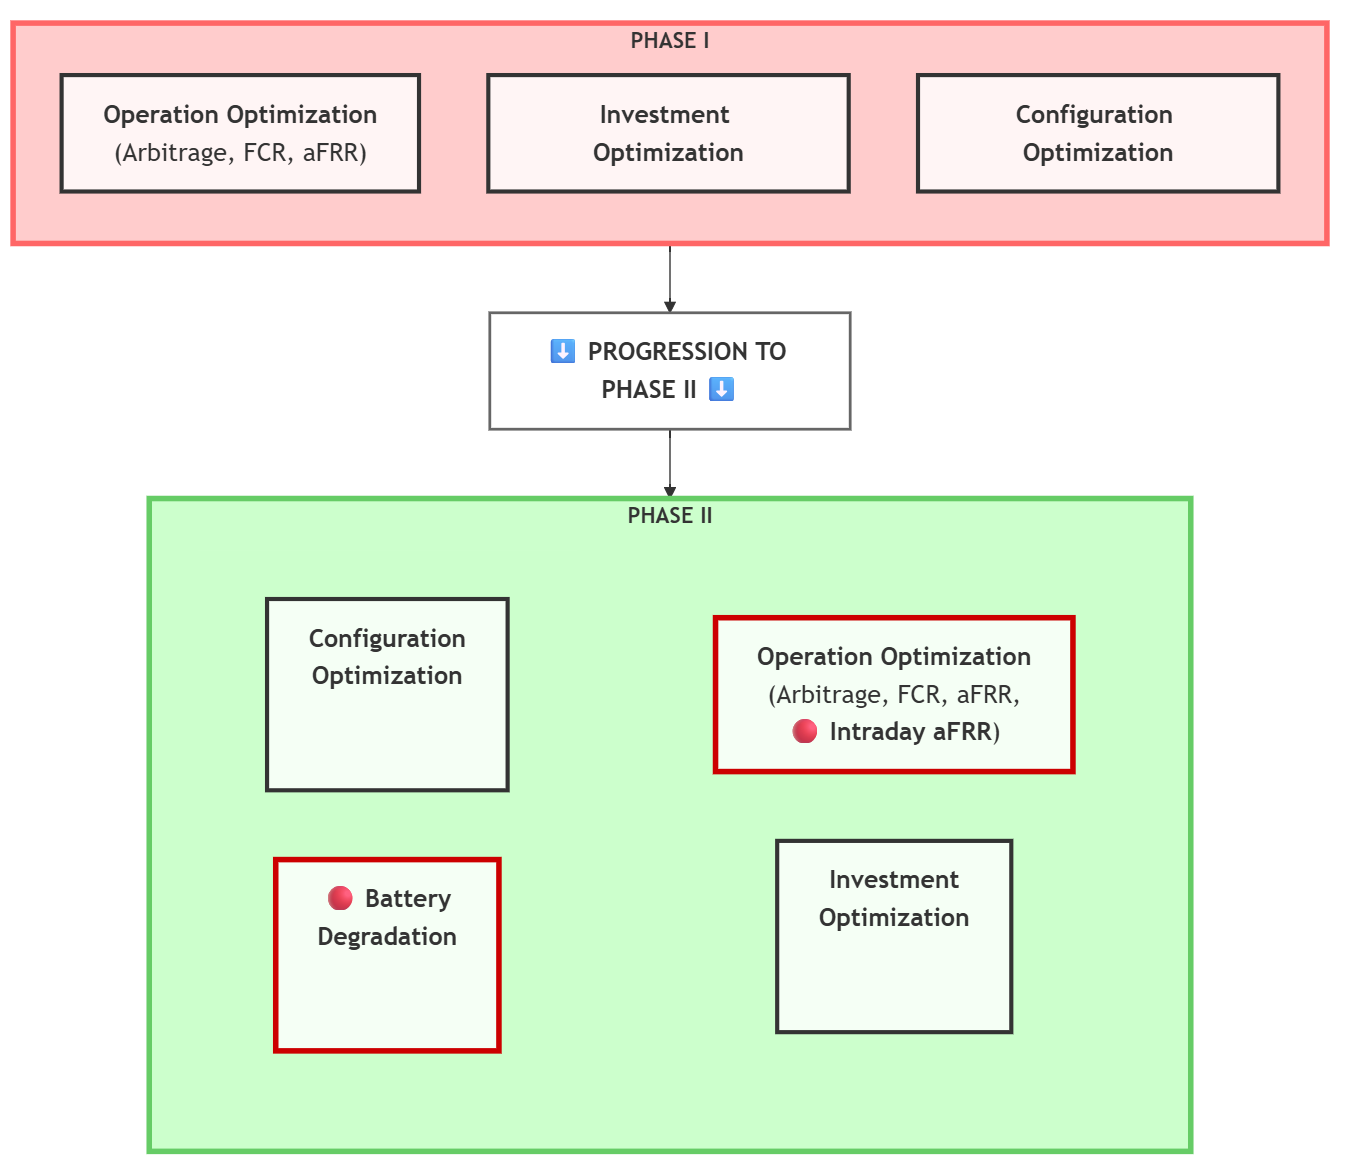 PHASE I
Operation Optimization
(Arbitrage, FCR, aFRR)
Investment
Optimization
Configuration
Optimization
⬇️ PROGRESSION TO
PHASE II ⬇️
PHASE II
Configuration
Optimization
Operation Optimization
(Arbitrage, FCR, aFRR,
🔴 Intraday aFRR)
🔴 Battery
Degradation
Investment
Optimization